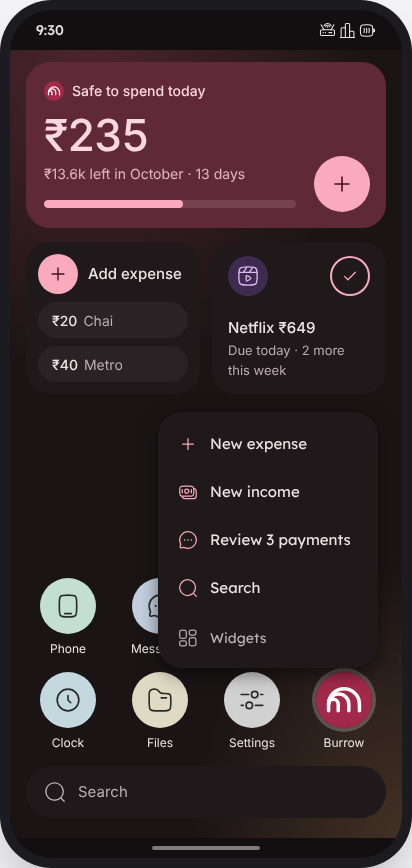 9:30
Safe to spend today
₹235
₹13.6k left in October · 13 days
Add expense
₹20 Chai
₹40 Metro
Netflix ₹649
Due today · 2 more
this week
New expense
New income
Review 3 payments
Search
Widgets
Phone
Mess
Clock
Files
Settings
Burrow
Search